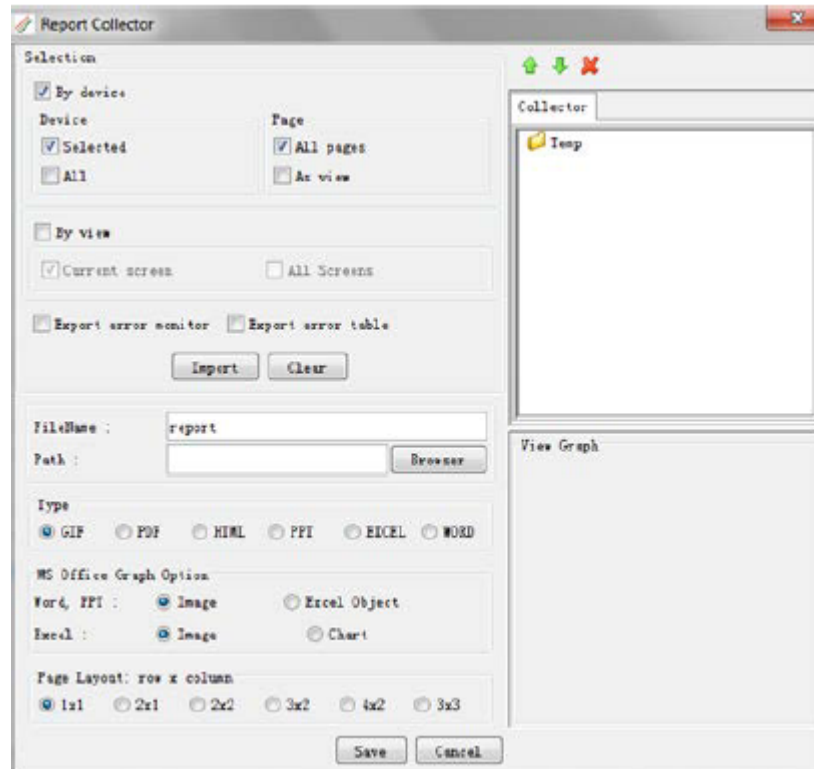 Report Collector
Selection
By device
Device Page
Selected All pages
All As view
By view
Current screen All Screens
Export error monitor Export error table
Import Clear
FileName : report
Path : Browser
Type
GIF PDF HTML PPT EXCEL WORD
MS Office Graph Option
Word, PPT : Image Excel Object
Excel : Image Chart
Page Layout: row x column
1x1 2x1 2x2 3x2 4x2 3x3
Save Cancel
Collector
Temp
View Graph